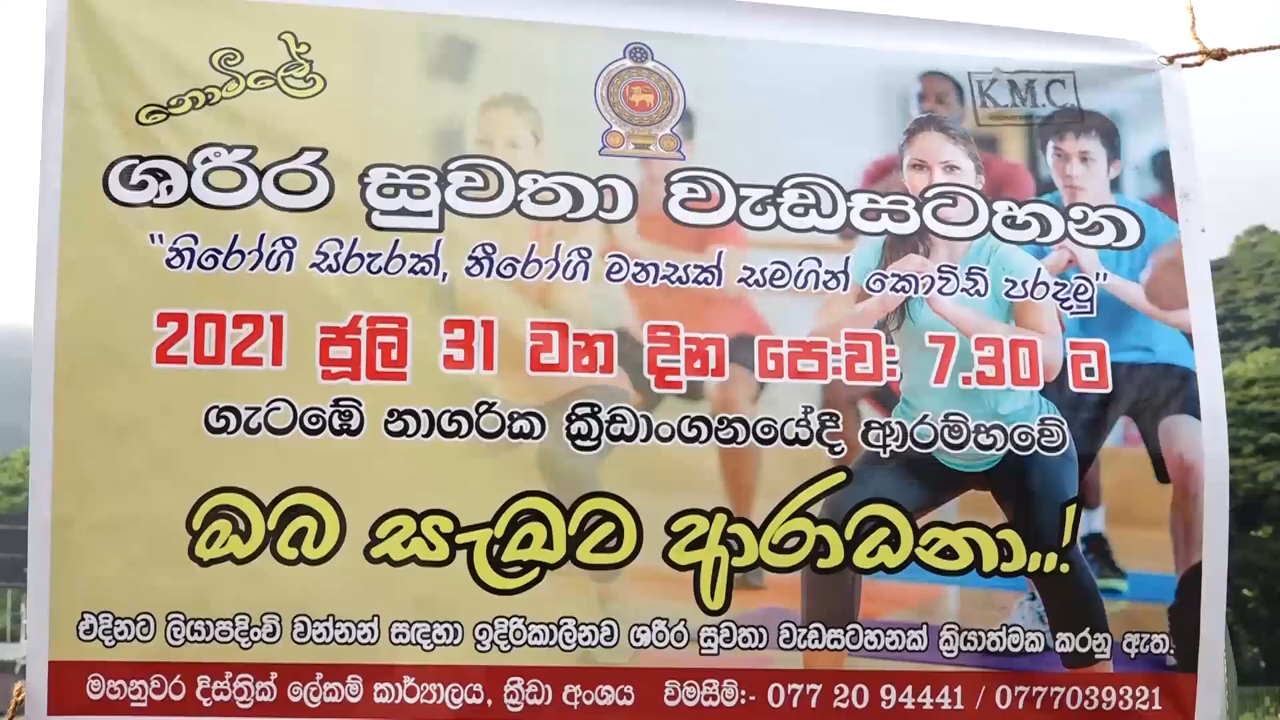 නොමිලේ
K.M.C.
ශරීර සුවතා වැඩසටහන
"නිරෝගී සිරුරක්, නීරෝගී මනසක් සමගින් කොවිඩ් පරදමු"
2021 ජූලි 31 වන දින පෙ:ව: 7.30 ට
ගැටඹේ නාගරික ක්‍රීඩාංගනයේදී ආරම්භවේ
ඔබ සැමට ආරාධනා..!
එදිනට ලියාපදිංචි වන්නන් සඳහා ඉදිරිකාලීනව ශරීර සුවතා වැඩසටහනක් ක්‍රියාත්මක කරනු ඇත.
මහනුවර දිස්ත්‍රික් ලේකම් කාර්‍යාලය, ක්‍රීඩා අංශය විමසීම්:- 077 20 94441 / 0777039321